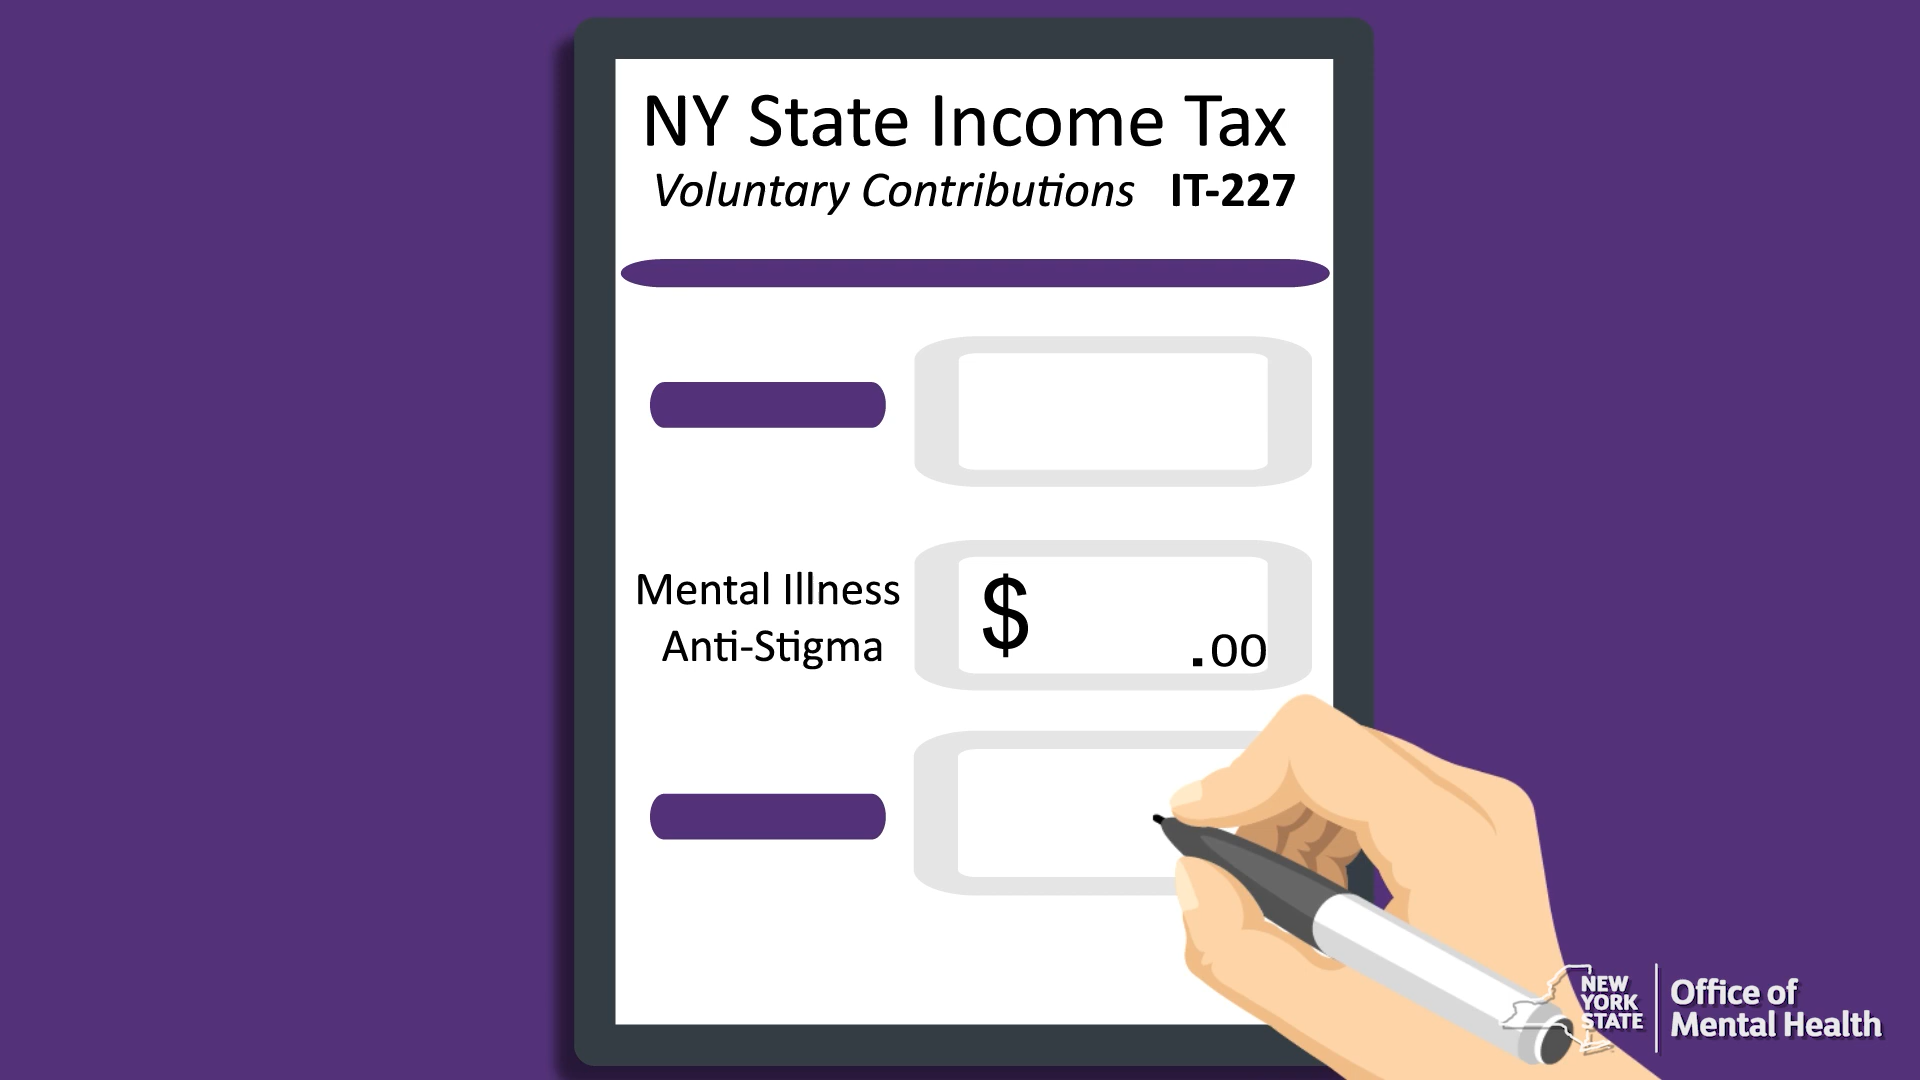 NY State Income Tax
Voluntary Contributions IT-227
Mental Illness
Anti-Stigma
$ .00
NEW
YORK
STATE
Office of
Mental Health